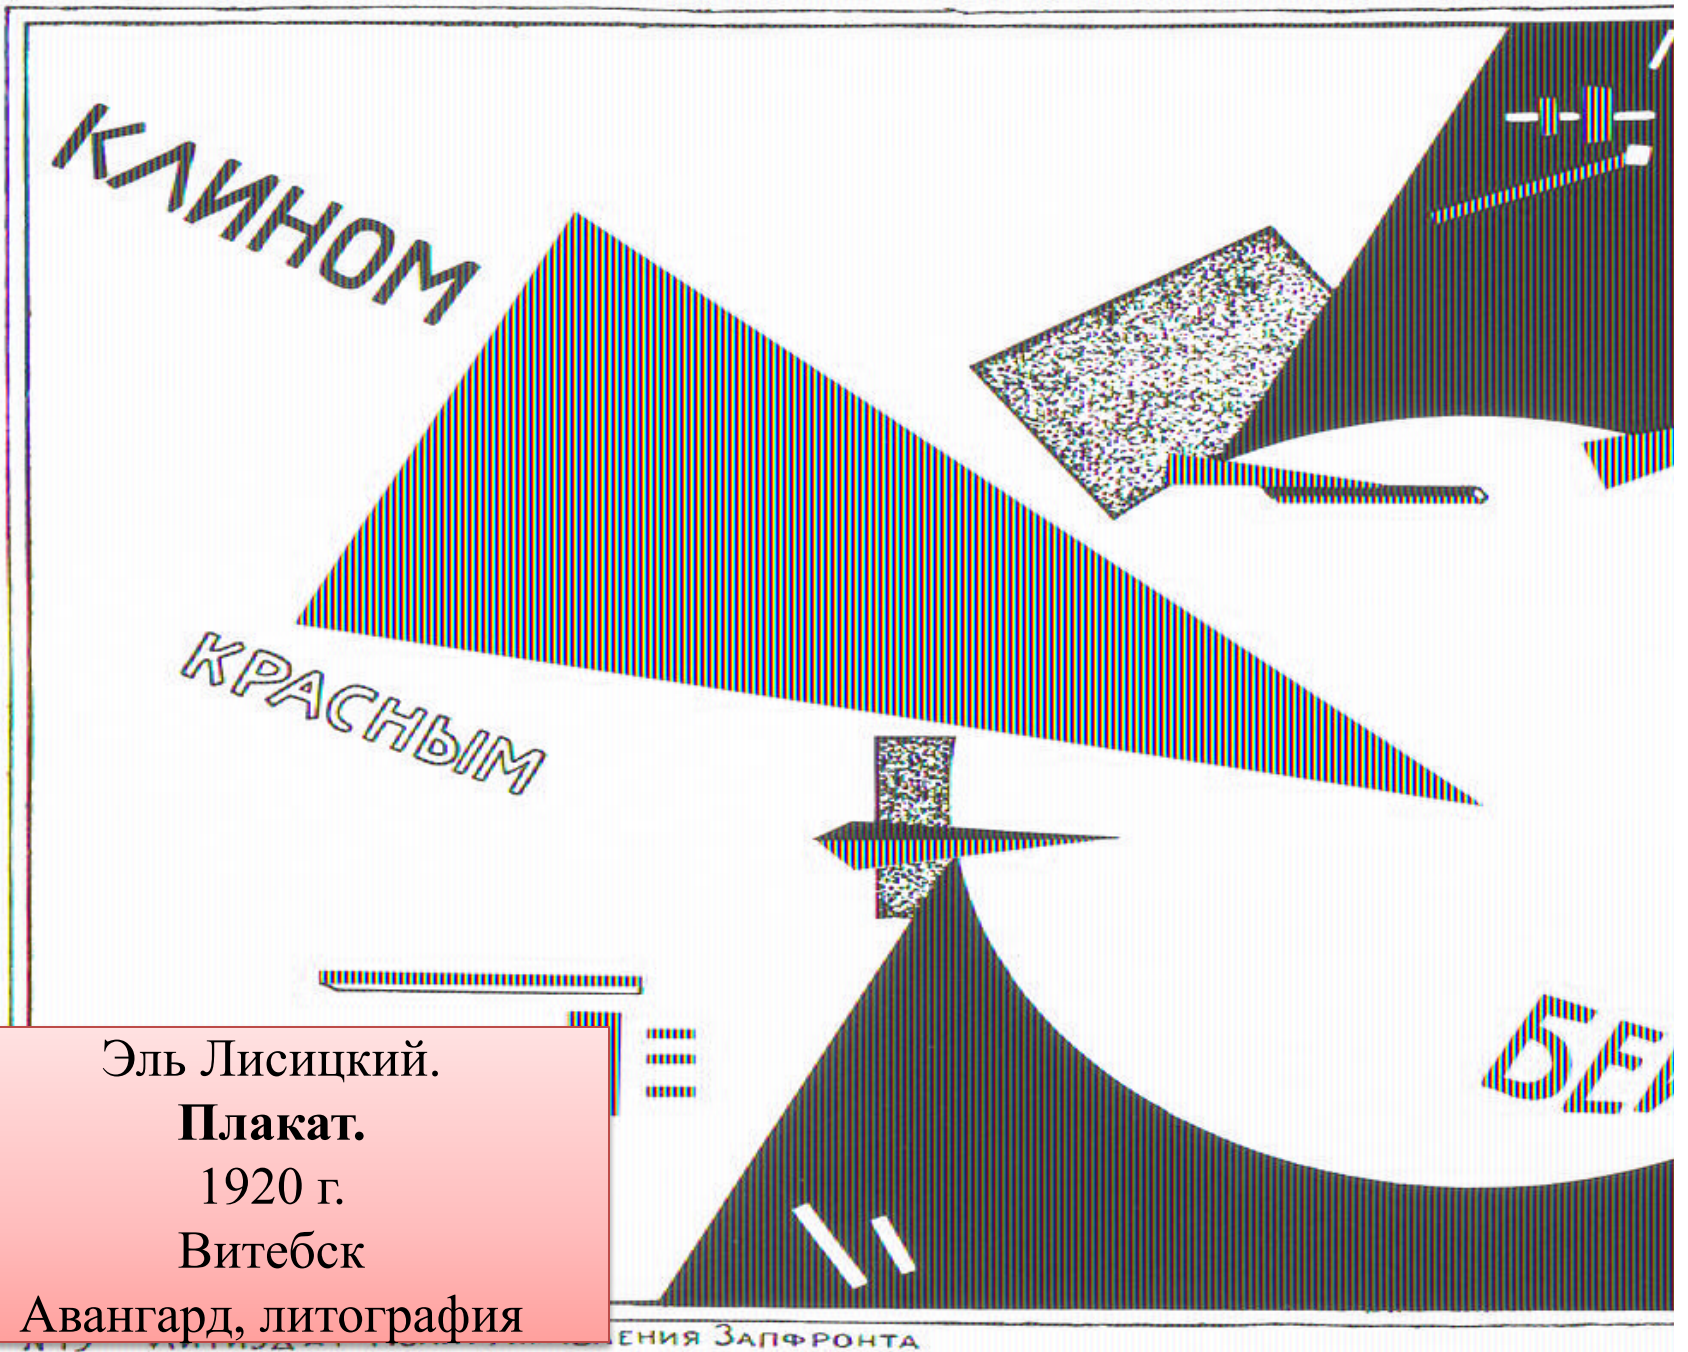 КЛИНОМ
КРАСНЫМ
Эль Лисицкий.
Плакат.
1920 г.
Витебск
Авангард, литография
ЗАПФРОНТА